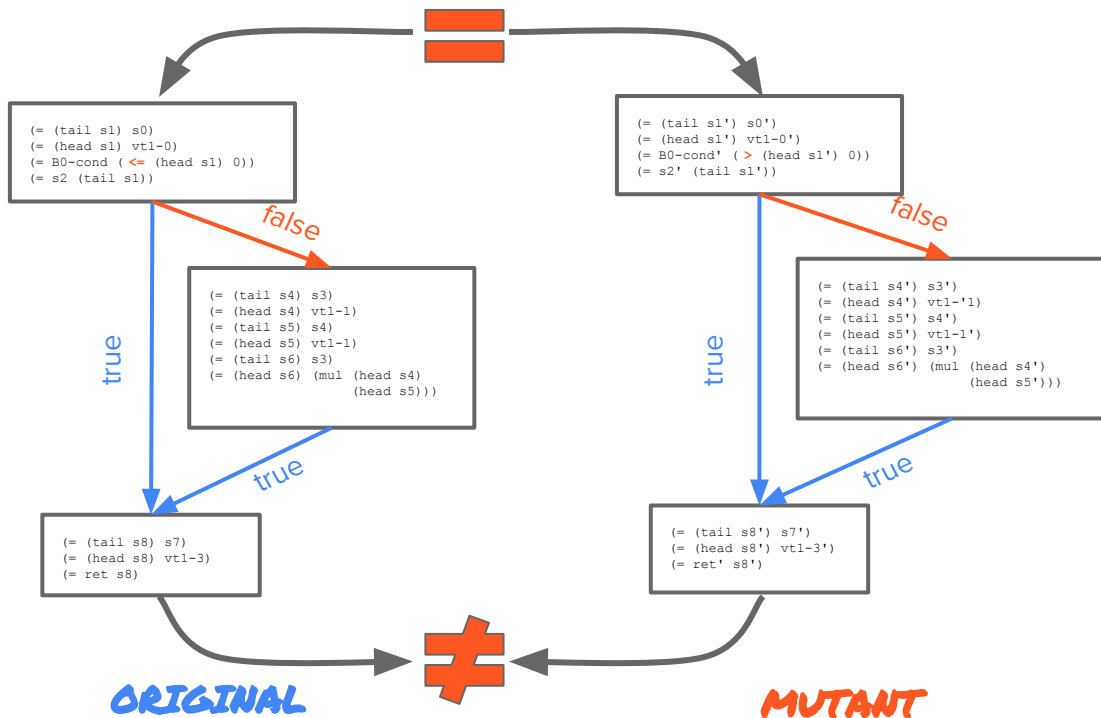 (= (tail s1) s0)
(= (head s1) vt1-0)
(= B0-cond ( <= (head s1) 0))
(= s2 (tail s1))
false
(= (tail s4) s3)
(= (head s4) vt1-1)
(= (tail s5) s4)
(= (head s5) vt1-1)
(= (tail s6) s3)
(= (head s6) (mul (head s4)
(head s5)))
true
true
(= (tail s8) s7)
(= (head s8) vt1-3)
(= ret s8)
ORIGINAL
(= (tail s1') s0')
(= (head s1') vt1-0')
(= B0-cond' ( > (head s1') 0))
(= s2' (tail s1'))
false
(= (tail s4') s3')
(= (head s4') vt1-'1)
(= (tail s5') s4')
(= (head s5') vt1-1')
(= (tail s6') s3')
(= (head s6') (mul (head s4')
(head s5')))
true
true
(= (tail s8') s7')
(= (head s8') vt1-3')
(= ret' s8')
MUTANT